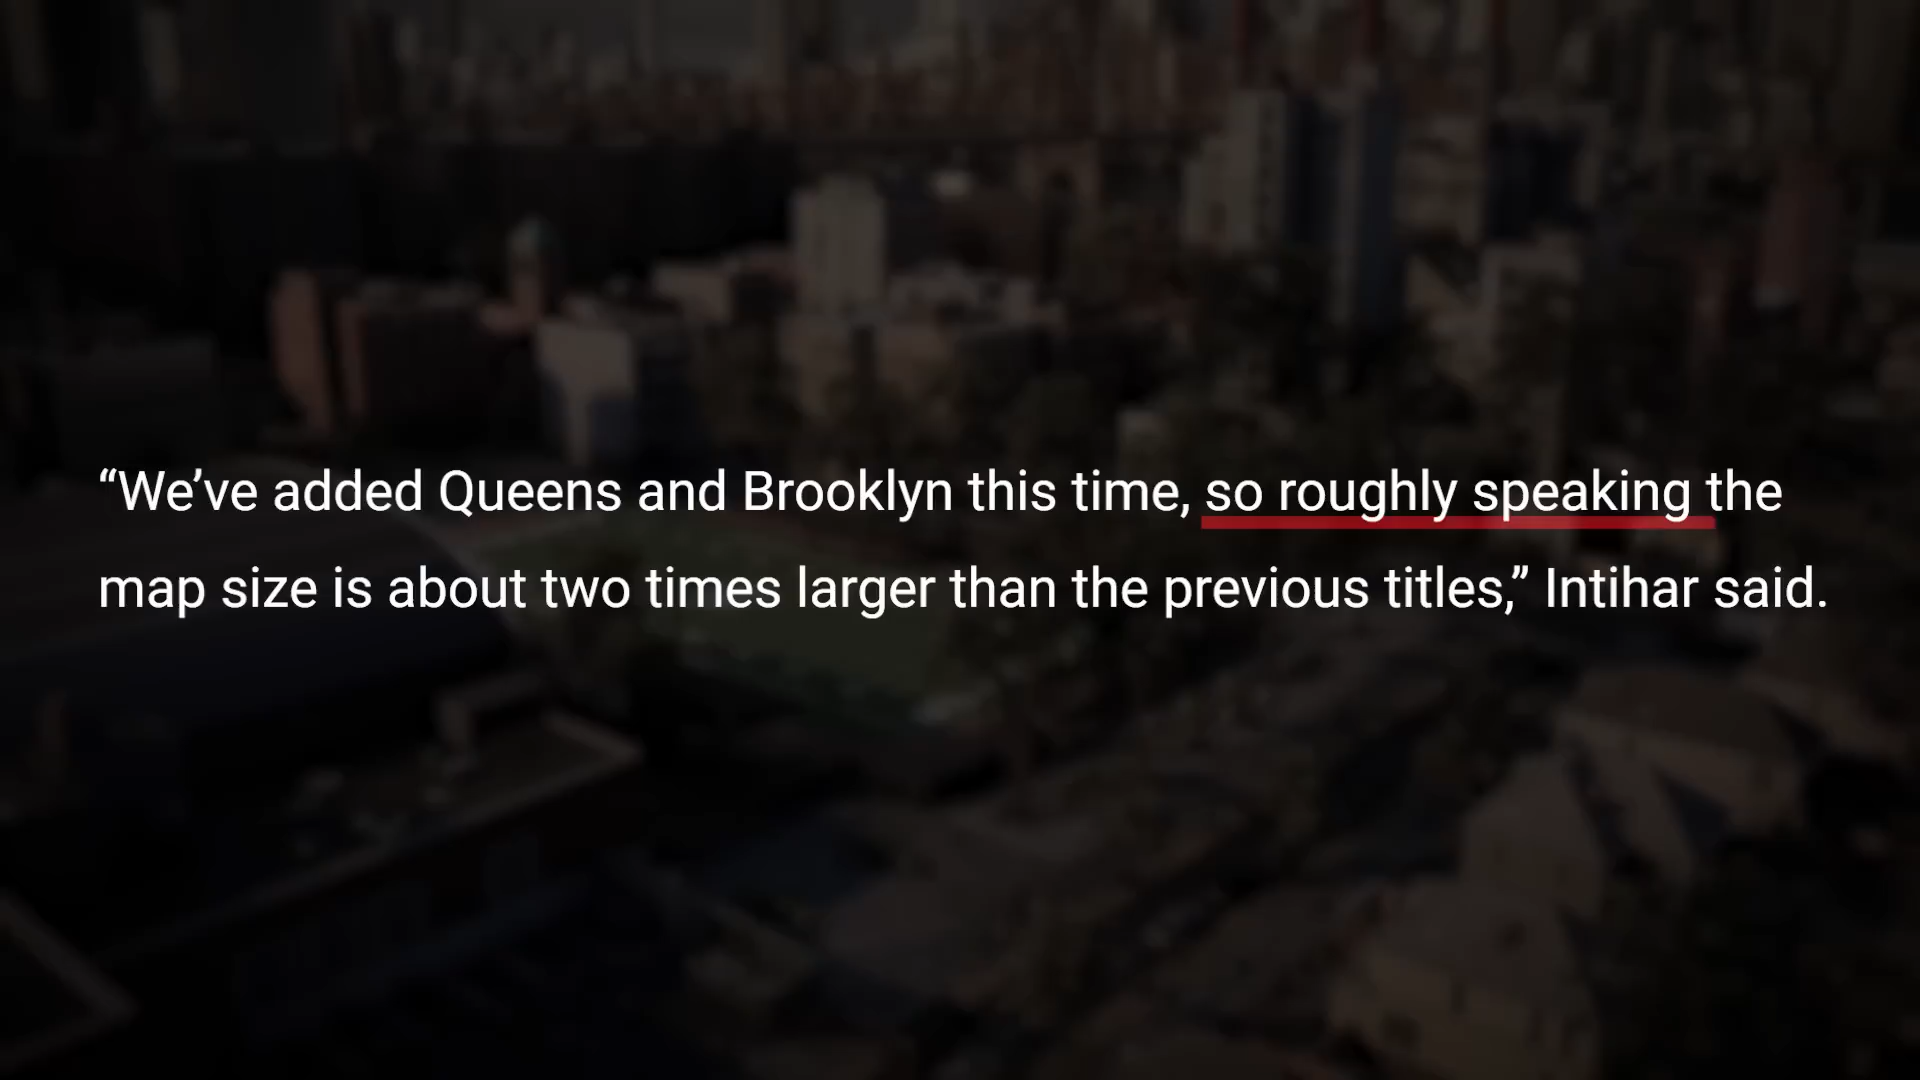 “We’ve added Queens and Brooklyn this time, so roughly speaking the
map size is about two times larger than the previous titles,” Intihar said.